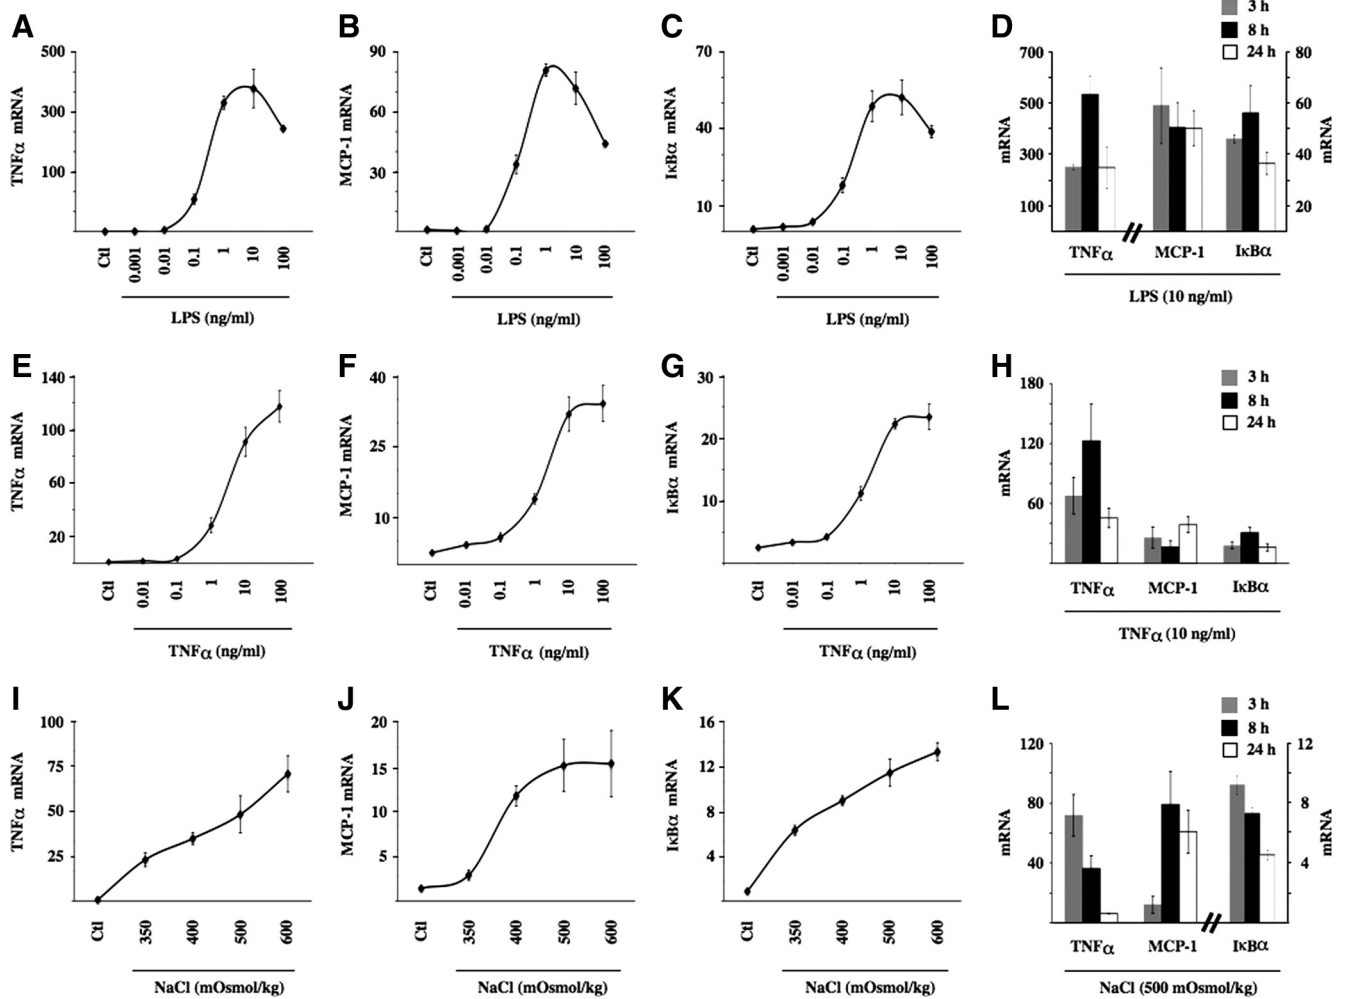 A
TNFα mRNA
500
300
100
Ctl
0.001
0.01
0.1
1
10
100
LPS (ng/ml)
B
MCP-1 mRNA
90
60
30
Ctl
0.001
0.01
0.1
1
10
100
LPS (ng/ml)
C
IκBα mRNA
70
40
10
Ctl
0.001
0.01
0.1
1
10
100
LPS (ng/ml)
D
3 h
8 h
24 h
mRNA
700
500
300
100
80
60
40
20
mRNA
TNFα
MCP-1
IκBα
LPS (10 ng/ml)
E
TNFα mRNA
140
100
60
20
Ctl
0.01
0.1
1
10
100
TNFα (ng/ml)
F
MCP-1 mRNA
40
25
10
Ctl
0.01
0.1
1
10
100
TNFα (ng/ml)
G
IκBα mRNA
30
20
10
Ctl
0.01
0.1
1
10
100
TNFα (ng/ml)
H
3 h
8 h
24 h
mRNA
180
120
60
TNFα
MCP-1
IκBα
TNFα (10 ng/ml)
I
TNFα mRNA
100
75
50
25
Ctl
350
400
500
600
NaCl (mOsmol/kg)
J
MCP-1 mRNA
20
15
10
5
Ctl
350
400
500
600
NaCl (mOsmol/kg)
K
IκBα mRNA
16
12
8
4
Ctl
350
400
500
600
NaCl (mOsmol/kg)
L
3 h
8 h
24 h
mRNA
120
80
40
12
8
4
mRNA
TNFα
MCP-1
IκBα
NaCl (500 mOsmol/kg)